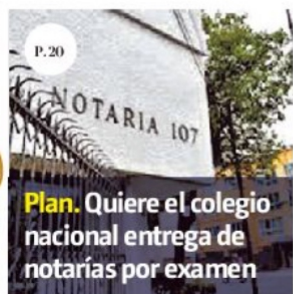 P. 20
NOTARIA 107
Plan. Quiere el colegio
nacional entrega de
notarías por examen